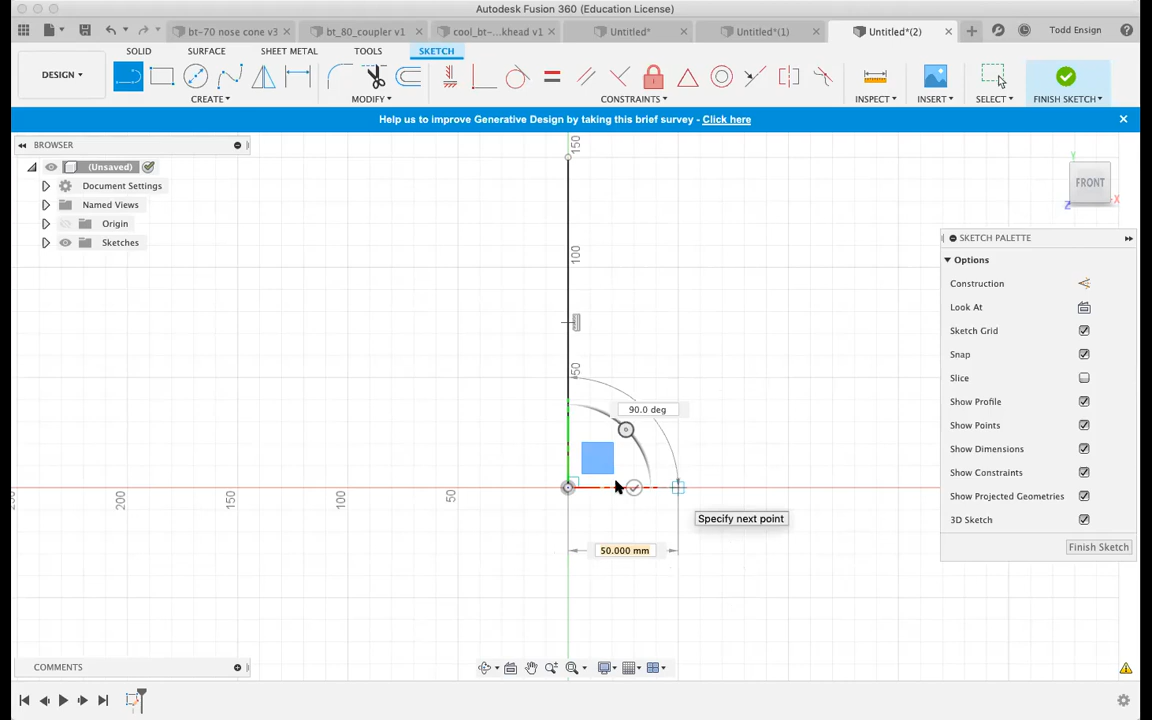 Autodesk Fusion 360 (Education License)
bt-70 nose cone v3
bt_80_coupler v1
cool_bt-...khead v1
Untitled*
Untitled*(1)
Untitled*(2)
Todd Ensign
DESIGN
SOLID
SURFACE
SHEET METAL
TOOLS
SKETCH
CREATE
MODIFY
CONSTRAINTS
INSPECT
INSERT
SELECT
FINISH SKETCH
Help us to improve Generative Design by taking this brief survey - Click here
BROWSER
(Unsaved)
Document Settings
Named Views
Origin
Sketches
150
100
50
FRONT
Y
X
Z
90.0 deg
Specify next point
50.000 mm
200
150
100
50
SKETCH PALETTE
Options
Construction
Look At
Sketch Grid
Snap
Slice
Show Profile
Show Points
Show Dimensions
Show Constraints
Show Projected Geometries
3D Sketch
Finish Sketch
COMMENTS